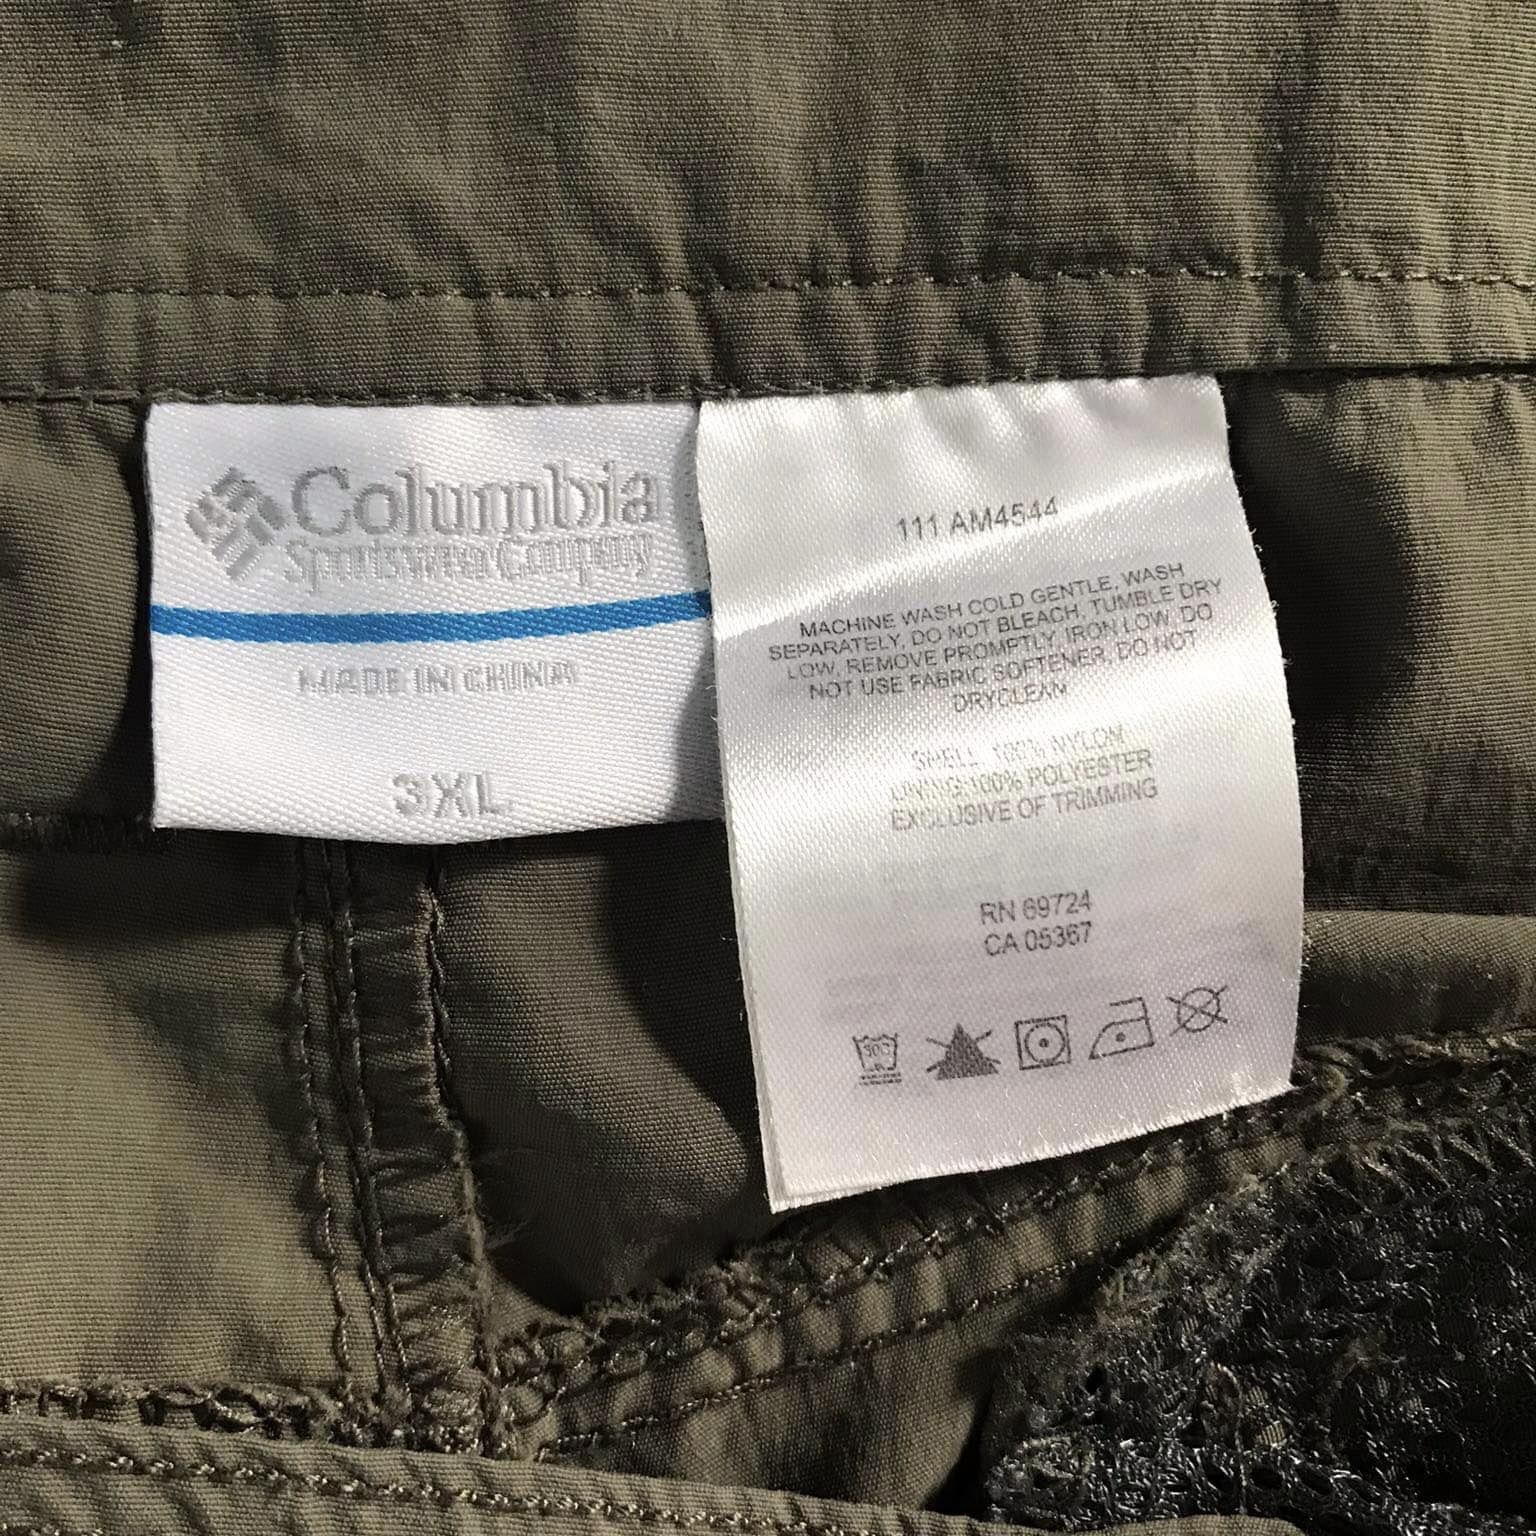 Columbia
Sportswear Company
MADE IN CHINA
3XL
111 AM4544
MACHINE WASH COLD GENTLE, WASH
SEPARATELY, DO NOT BLEACH, TUMBLE DRY
LOW, REMOVE PROMPTLY, IRON LOW, DO
NOT USE FABRIC SOFTENER, DO NOT
DRYCLEAN
SHELL 100% NYLON
LINING:100% POLYESTER
EXCLUSIVE OF TRIMMING
RN 69724
CA 05367